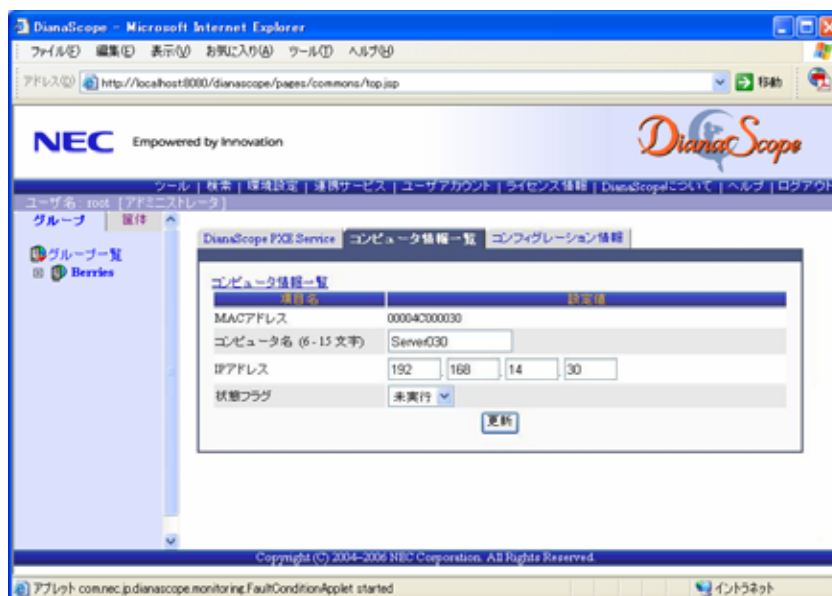 DianaScope - Microsoft Internet Explorer
ファイル(F) 編集(E) 表示(V) お気に入り(A) ツール(T) ヘルプ(H)
アドレス(D) http://localhost:8080/dianascope/pages/commons/top.jsp 移動
NEC Empowered by Innovation DianaScope
ツール | 検索 | 環境設定 | 連携サービス | ユーザアカウント | ライセンス情報 | DianaScopeについて | ヘルプ | ログアウト
ユーザ名: root [アドミニストレータ]
グループ 筐体
グループ一覧
Berries
DianaScope PXE Service コンピュータ情報一覧 コンフィグレーション情報
コンピュータ情報一覧
項目名 設定値
MACアドレス 00004C000030
コンピュータ名 (6 - 15 文字) Server030
IPアドレス 192 . 168 . 14 . 30
状態フラグ 未実行
更新
Copyright (C) 2004-2006 NEC Corporation. All Rights Reserved.
アプレット com.nec.jp.dianascope.monitoring.FaultConditionApplet started イントラネット